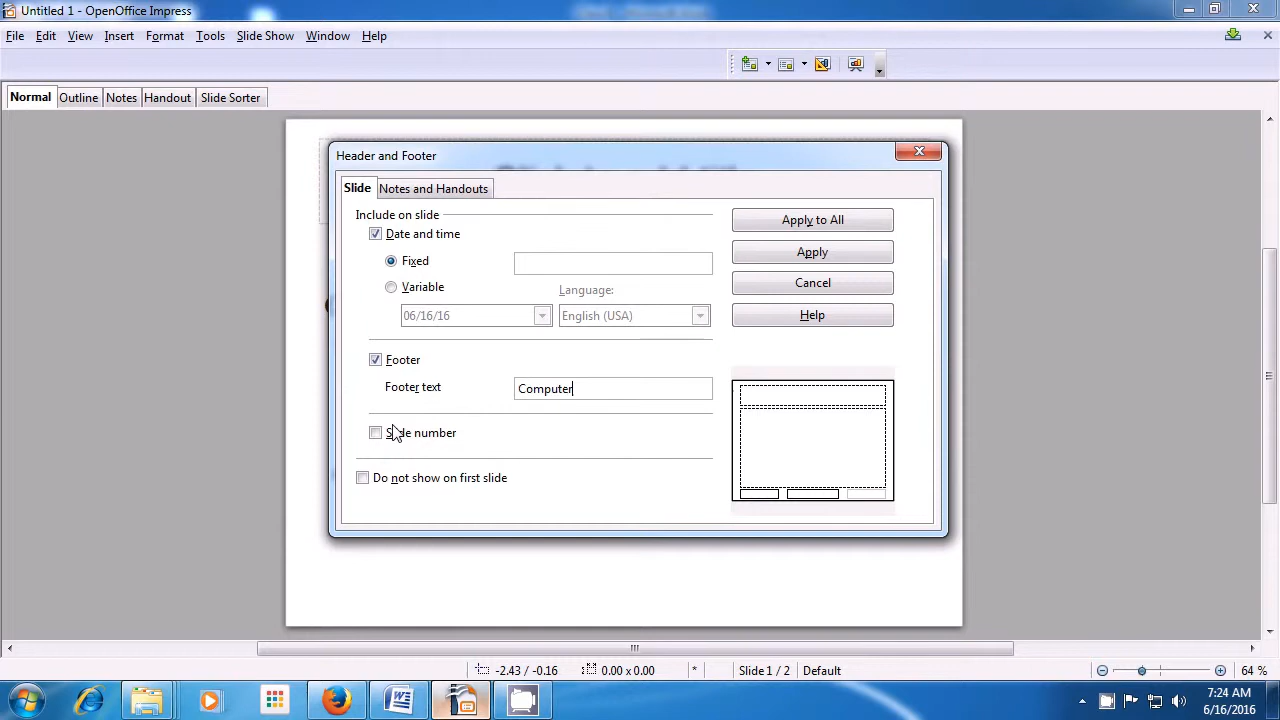 Untitled 1 - OpenOffice Impress
File Edit View Insert Format Tools Slide Show Window Help
Normal Outline Notes Handout Slide Sorter
Header and Footer
Slide Notes and Handouts
Include on slide
Date and time
Fixed
Variable
Language:
06/16/16 English (USA)
Footer
Footer text Computer
Slide number
Do not show on first slide
Apply to All
Apply
Cancel
Help
-2.43 / -0.16 0.00 x 0.00 * Slide 1 / 2 Default 64 %
7:24 AM
6/16/2016